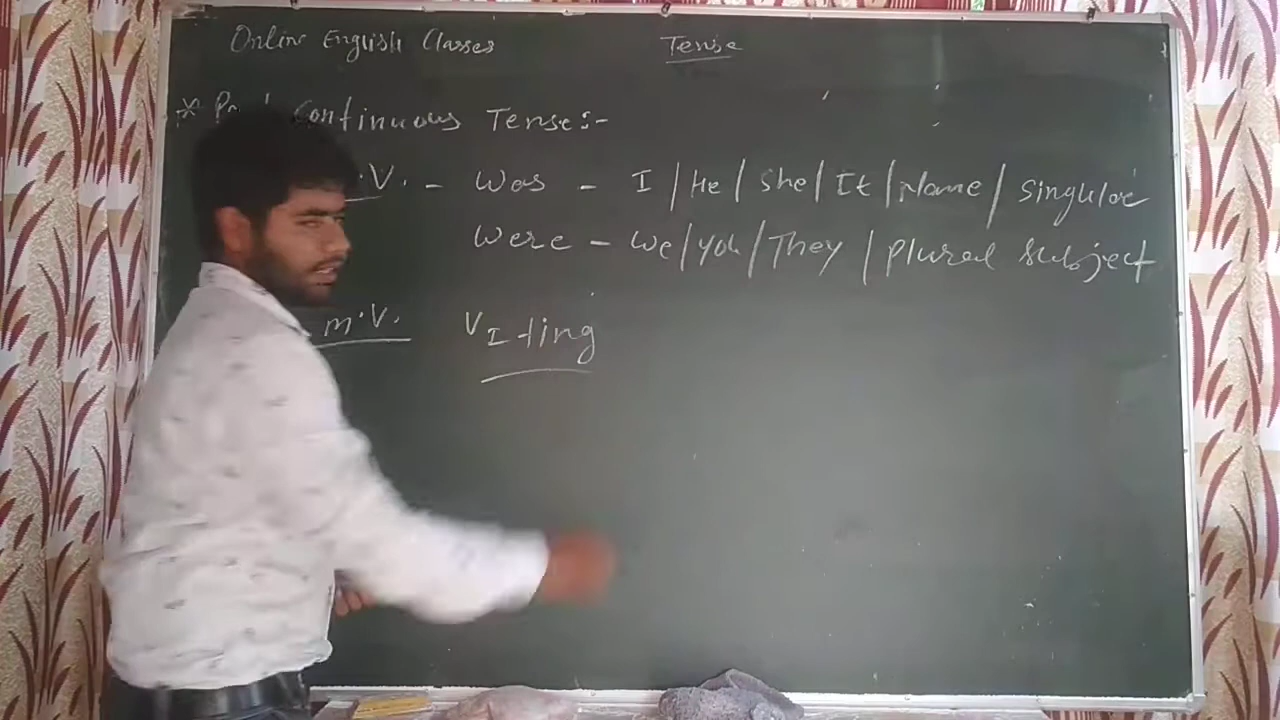 Online English Classes
Tense
* Continuous Tense:-
.V. - Was - I / He / She / It / Name / Singular
Were - We / you / They / Plural Subject
m.V. V I +ing